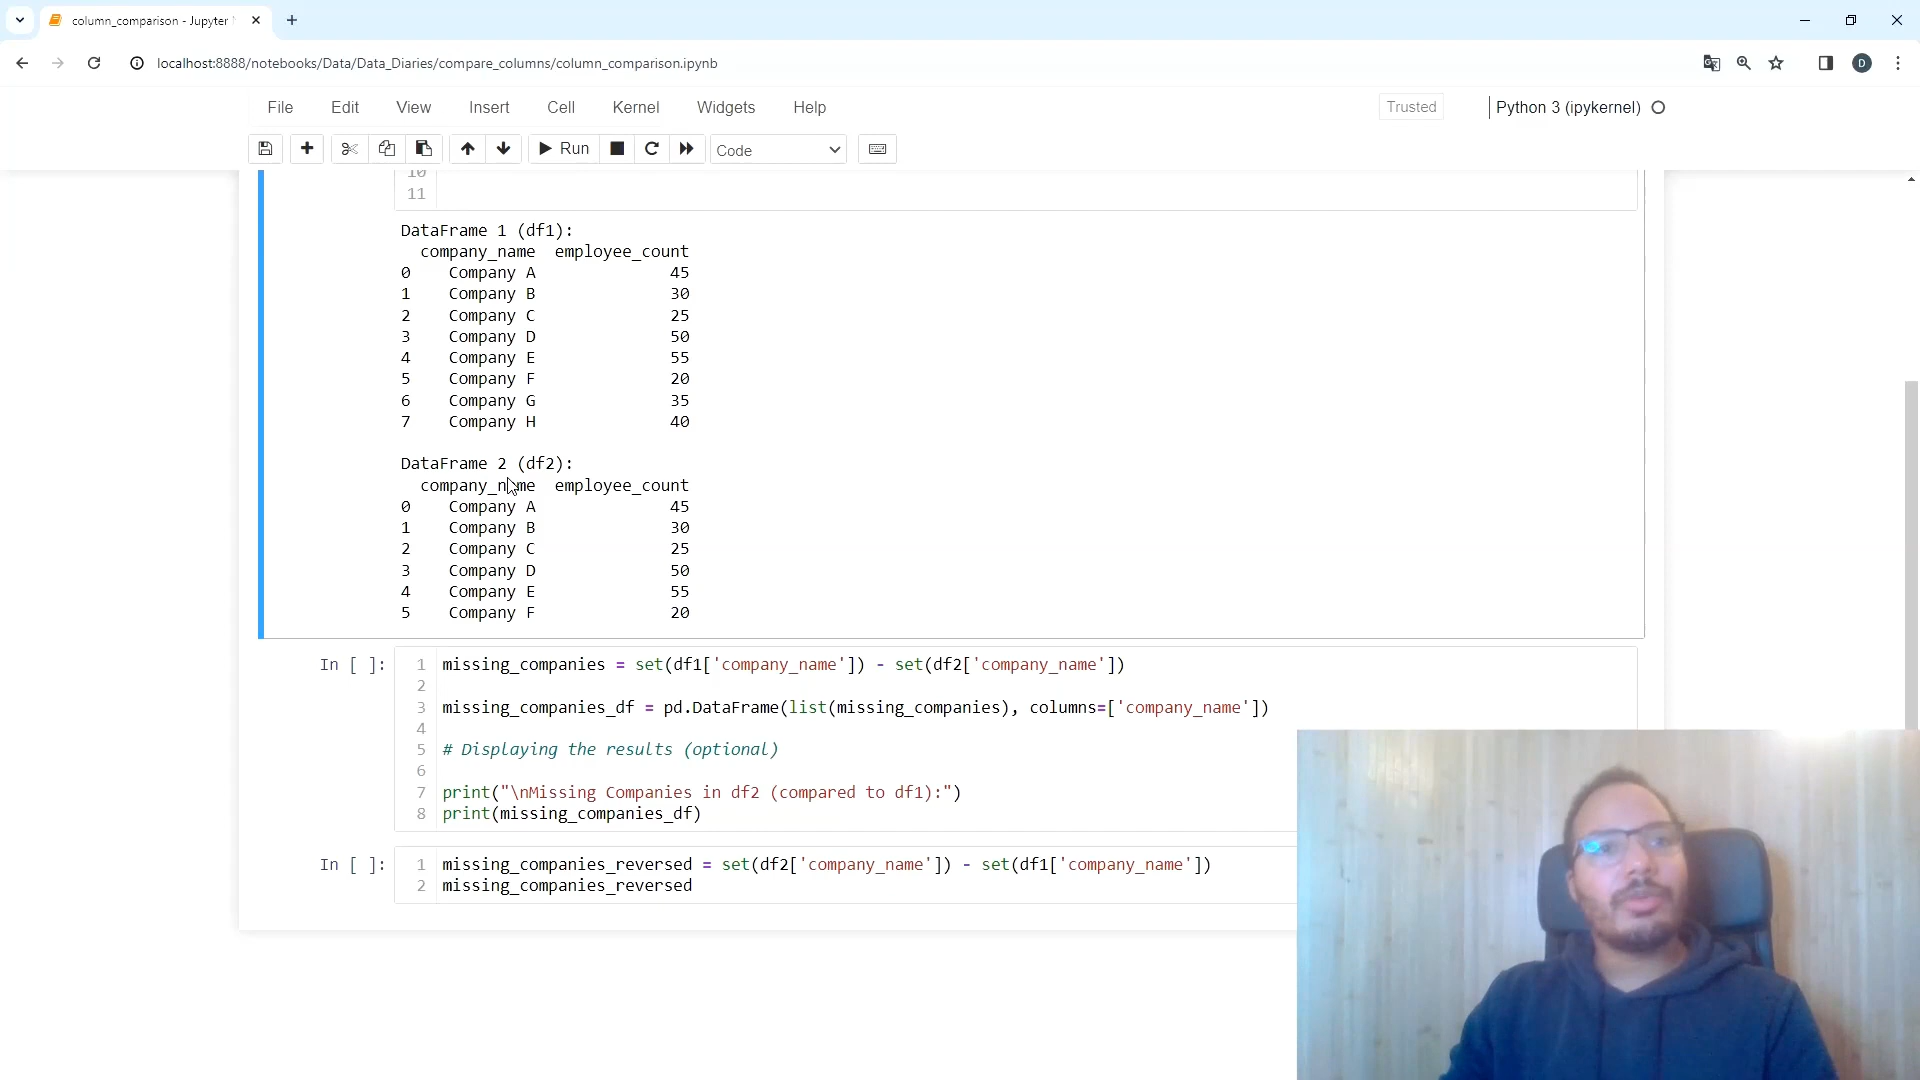 column_comparison - Jupyter
localhost:8888/notebooks/Data/Data_Diaries/compare_columns/column_comparison.ipynb
D
File Edit View Insert Cell Kernel Widgets Help
Trusted
Python 3 (ipykernel)
Run
Code
10
11
DataFrame 1 (df1):
company_name employee_count
0 Company A 45
1 Company B 30
2 Company C 25
3 Company D 50
4 Company E 55
5 Company F 20
6 Company G 35
7 Company H 40
DataFrame 2 (df2):
company_name employee_count
0 Company A 45
1 Company B 30
2 Company C 25
3 Company D 50
4 Company E 55
5 Company F 20
In [ ]:
1 missing_companies = set(df1['company_name']) - set(df2['company_name'])
2
3 missing_companies_df = pd.DataFrame(list(missing_companies), columns=['company_name'])
4
5 # Displaying the results (optional)
6
7 print("\nMissing Companies in df2 (compared to df1):")
8 print(missing_companies_df)
In [ ]:
1 missing_companies_reversed = set(df2['company_name']) - set(df1['company_name'])
2 missing_companies_reversed